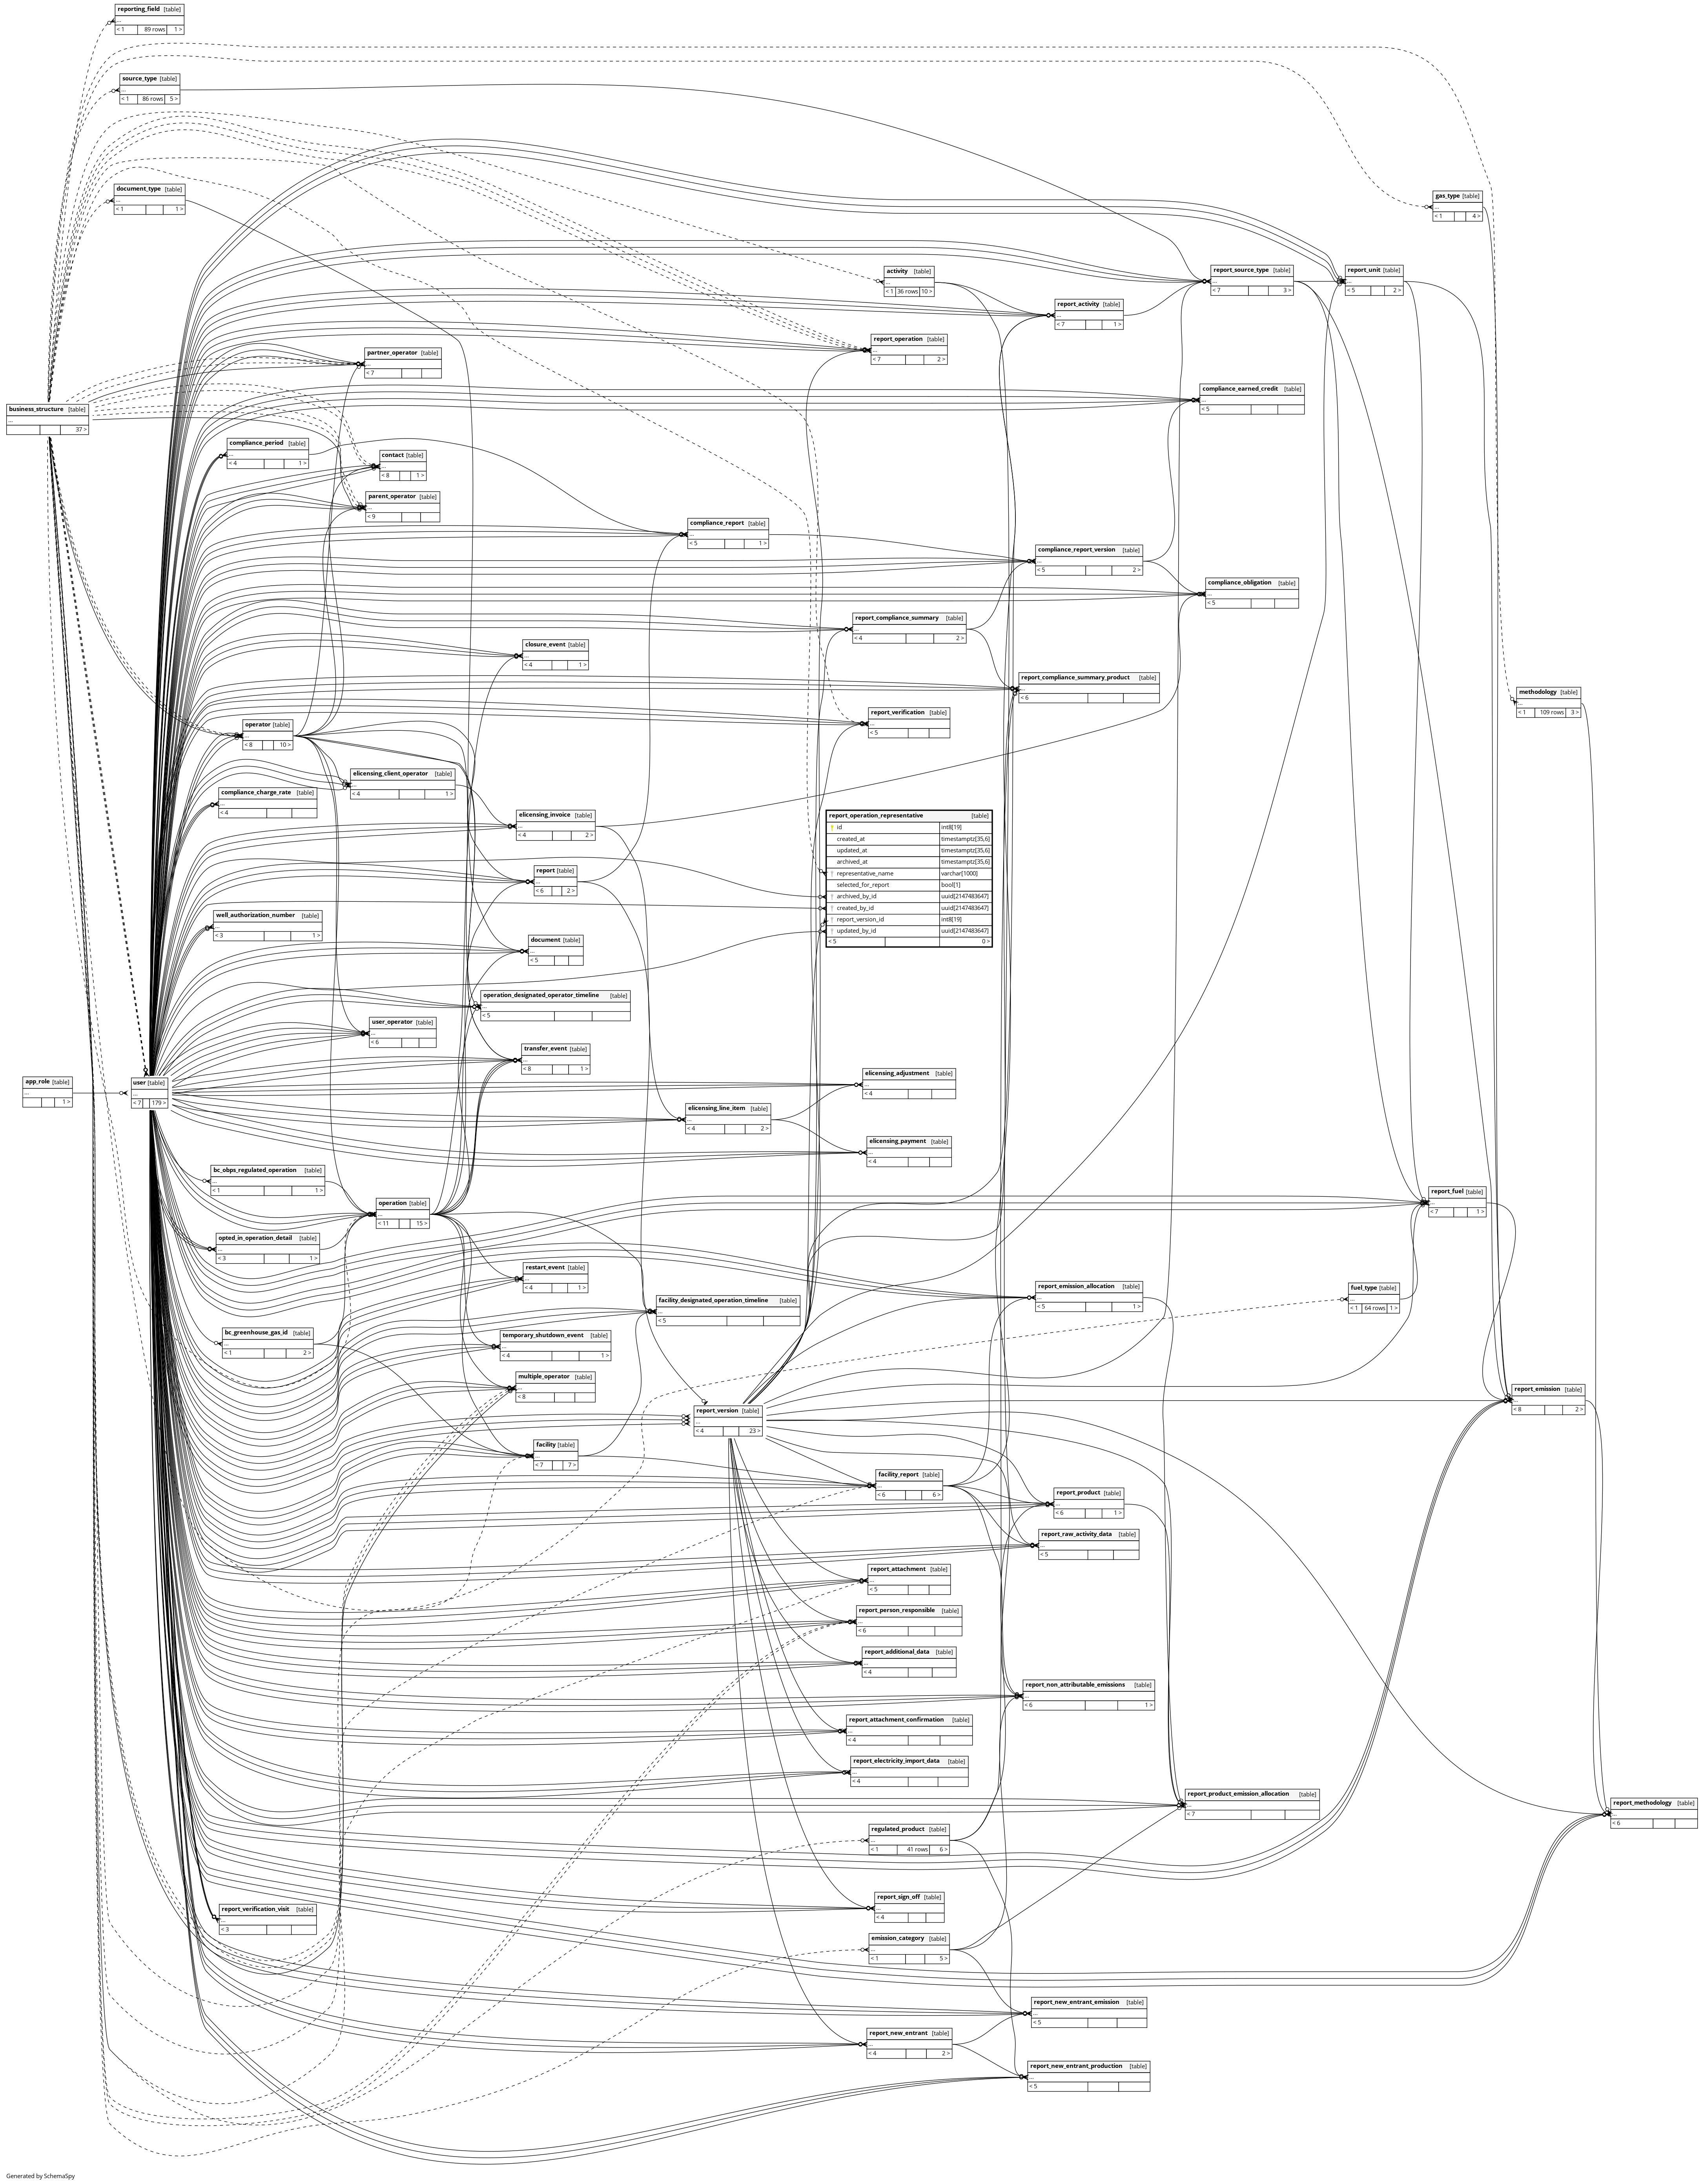 reporting_field [table]
...
< 1 89 rows 1 >
source_type [table]
...
< 1 86 rows 5 >
document_type [table]
...
< 1 1 >
gas_type [table]
...
< 1 4 >
activity [table]
...
< 1 36 rows 10 >
report_source_type [table]
...
< 7 3 >
report_unit [table]
...
< 5 2 >
report_activity [table]
...
< 7 1 >
report_operation [table]
...
< 7 2 >
partner_operator [table]
...
< 7
compliance_earned_credit [table]
...
< 5
business_structure [table]
...
37 >
compliance_period [table]
...
< 4 1 >
contact [table]
...
< 8 1 >
parent_operator [table]
...
< 9
compliance_report [table]
...
< 5 1 >
compliance_report_version [table]
...
< 5 2 >
compliance_obligation [table]
...
< 5
report_compliance_summary [table]
...
< 4 2 >
closure_event [table]
...
< 4 1 >
report_compliance_summary_product [table]
...
< 6
methodology [table]
...
< 1 109 rows 3 >
report_verification [table]
...
< 5
operator [table]
...
< 8 10 >
elicensing_client_operator [table]
...
< 4 1 >
compliance_charge_rate [table]
...
< 4
elicensing_invoice [table]
...
< 4 2 >
report_operation_representative [table]
id int8[19]
created_at timestamptz[35,6]
updated_at timestamptz[35,6]
archived_at timestamptz[35,6]
representative_name varchar[1000]
selected_for_report bool[1]
archived_by_id uuid[2147483647]
created_by_id uuid[2147483647]
report_version_id int8[19]
updated_by_id uuid[2147483647]
< 5 0 >
report [table]
...
< 6 2 >
well_authorization_number [table]
...
< 3 1 >
document [table]
...
< 5
operation_designated_operator_timeline [table]
...
< 5
user_operator [table]
...
< 6
transfer_event [table]
...
< 8 1 >
app_role [table]
...
1 >
user [table]
...
< 7 179 >
elicensing_adjustment [table]
...
< 4
elicensing_line_item [table]
...
< 4 2 >
elicensing_payment [table]
...
< 4
bc_obps_regulated_operation [table]
...
< 1 1 >
operation [table]
...
< 11 15 >
report_fuel [table]
...
< 7 1 >
opted_in_operation_detail [table]
...
< 3 1 >
restart_event [table]
...
< 4 1 >
report_emission_allocation [table]
...
< 5 1 >
fuel_type [table]
...
< 1 64 rows 1 >
facility_designated_operation_timeline [table]
...
< 5
bc_greenhouse_gas_id [table]
...
< 1 2 >
temporary_shutdown_event [table]
...
< 4 1 >
multiple_operator [table]
...
< 8
report_emission [table]
...
< 8 2 >
report_version [table]
...
< 4 23 >
facility [table]
...
< 7 7 >
facility_report [table]
...
< 6 6 >
report_product [table]
...
< 6 1 >
report_raw_activity_data [table]
...
< 5
report_attachment [table]
...
< 5
report_person_responsible [table]
...
< 6
report_additional_data [table]
...
< 4
report_non_attributable_emissions [table]
...
< 6 1 >
report_attachment_confirmation [table]
...
< 4
report_electricity_import_data [table]
...
< 4
report_product_emission_allocation [table]
...
< 7
report_methodology [table]
...
< 6
regulated_product [table]
...
< 1 41 rows 6 >
report_sign_off [table]
...
< 4
report_verification_visit [table]
...
< 3
emission_category [table]
...
< 1 5 >
report_new_entrant_emission [table]
...
< 5
report_new_entrant [table]
...
< 4 2 >
report_new_entrant_production [table]
...
< 5
Generated by SchemaSpy